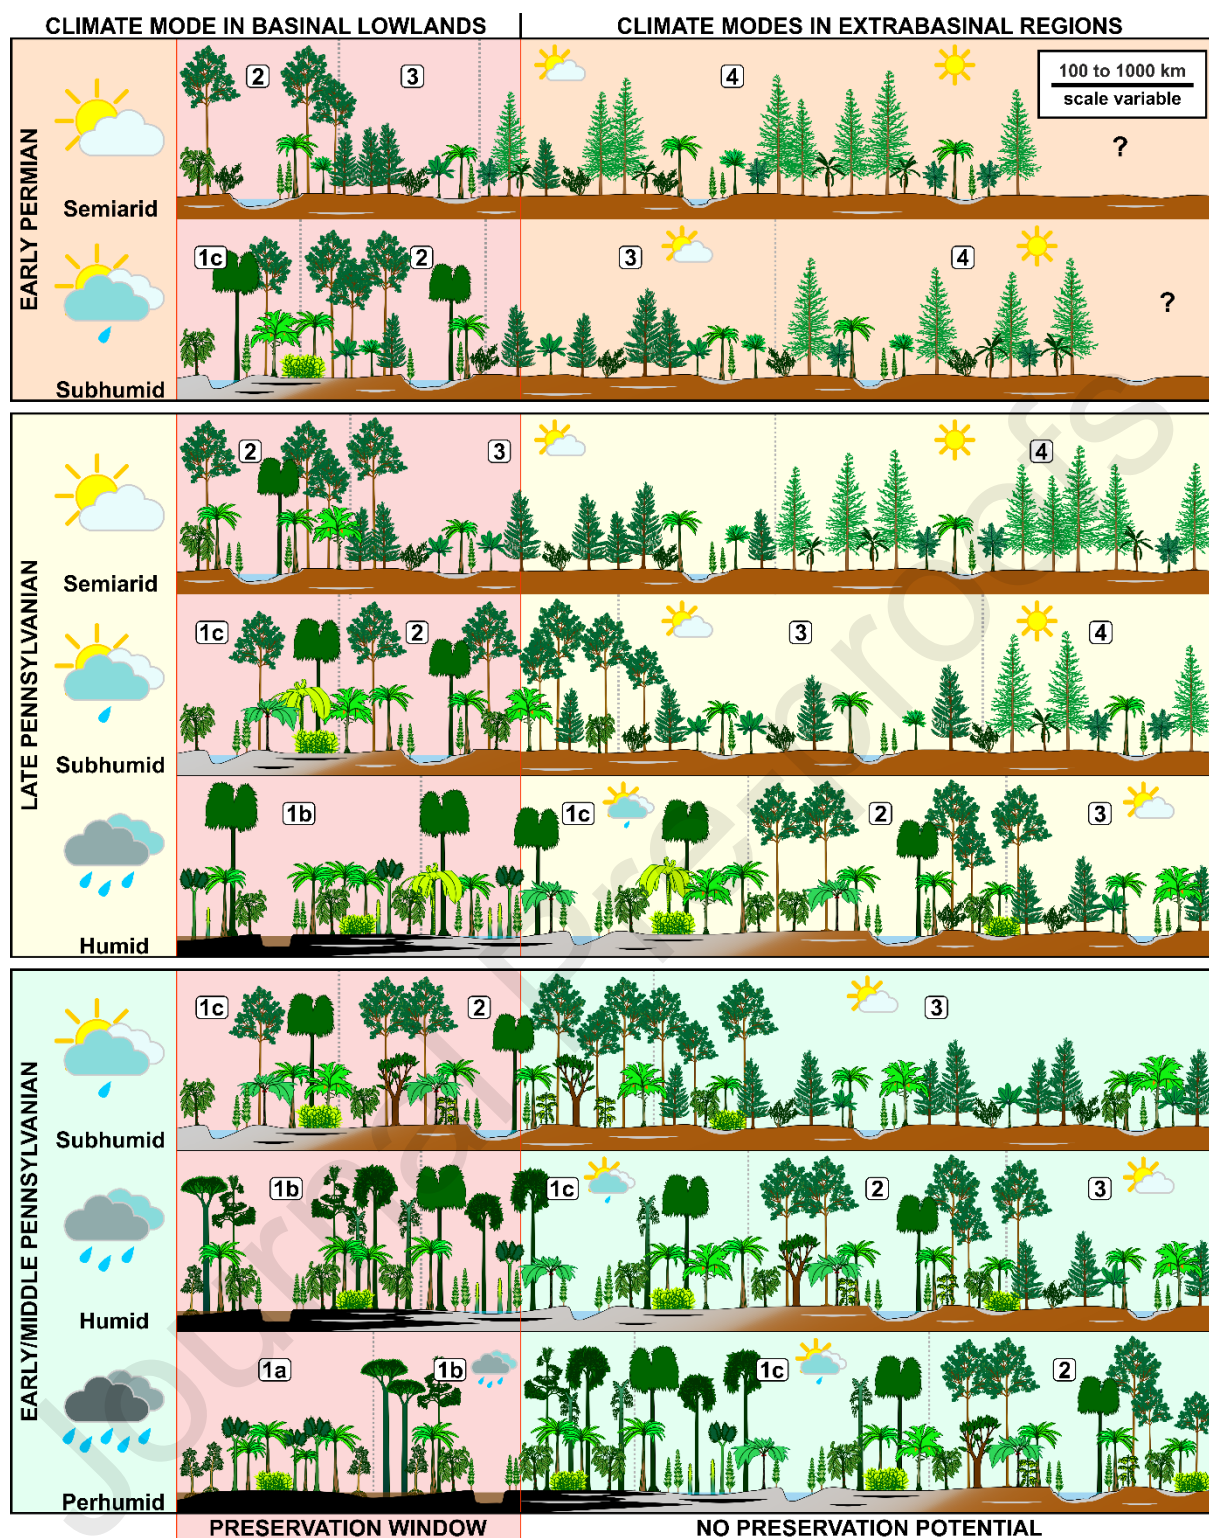 CLIMATE MODE IN BASINAL LOWLANDS
CLIMATE MODES IN EXTRABASINAL REGIONS
EARLY PERMIAN
2
3
4
100 to 1000 km
scale variable
?
Semiarid
1c
2
3
4
?
Subhumid
LATE PENNSYLVANIAN
2
3
4
Semiarid
1c
2
3
4
Subhumid
1b
1c
2
3
Humid
EARLY/MIDDLE PENNSYLVANIAN
1c
2
3
Subhumid
1b
1c
2
3
Humid
1a
1b
1c
2
Perhumid
PRESERVATION WINDOW
NO PRESERVATION POTENTIAL
Journal Pre-proofs